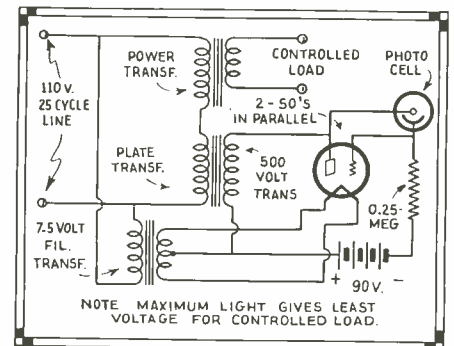 POWER
TRANSF.
CONTROLLED
LOAD
PHOTO
CELL
110 V.
25 CYCLE
LINE
2-50'S
IN PARALLEL
PLATE
TRANSF.
500
VOLT
TRANS
0.25-
MEG
7.5 VOLT
FIL.
TRANSF.
+ 90 V. -
NOTE MAXIMUM LIGHT GIVES LEAST
VOLTAGE FOR CONTROLLED LOAD.